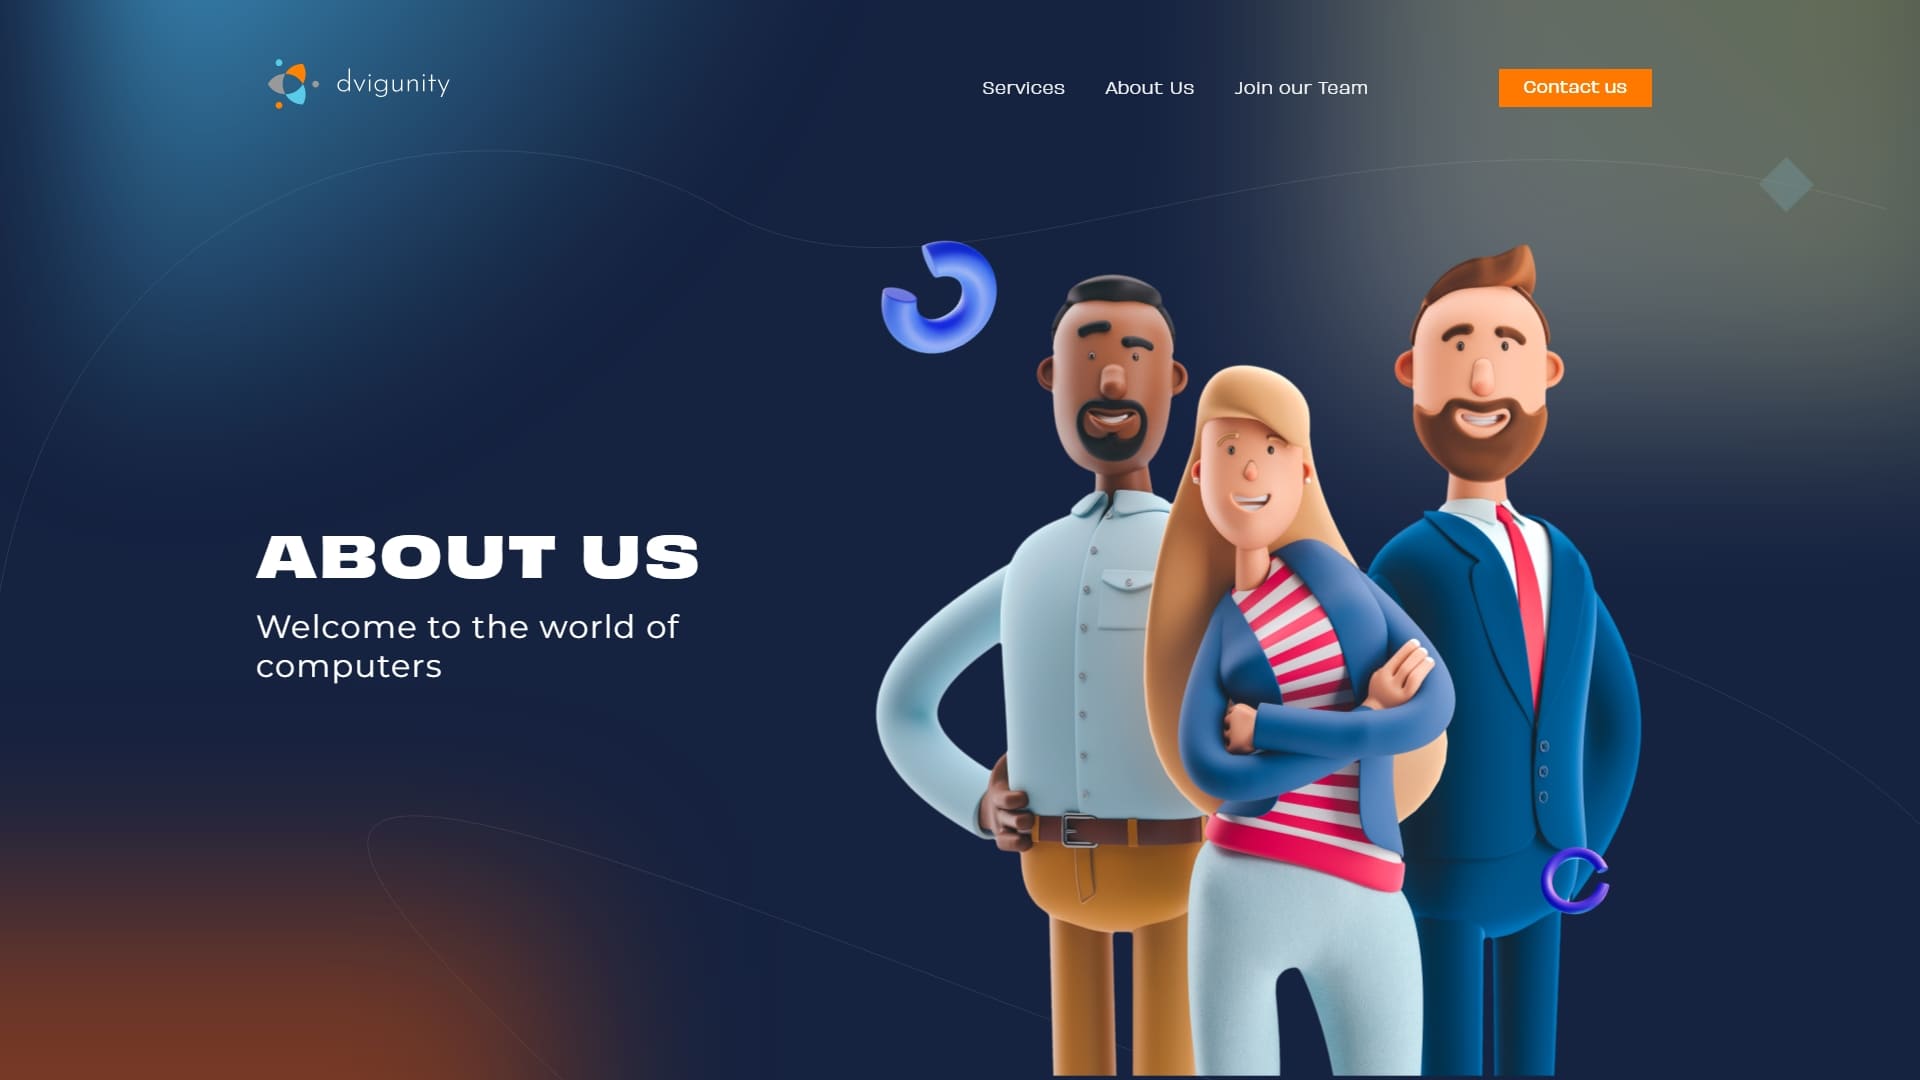 dvigunity
Services
About Us
Join our Team
Contact us
ABOUT US
Welcome to the world of
computers